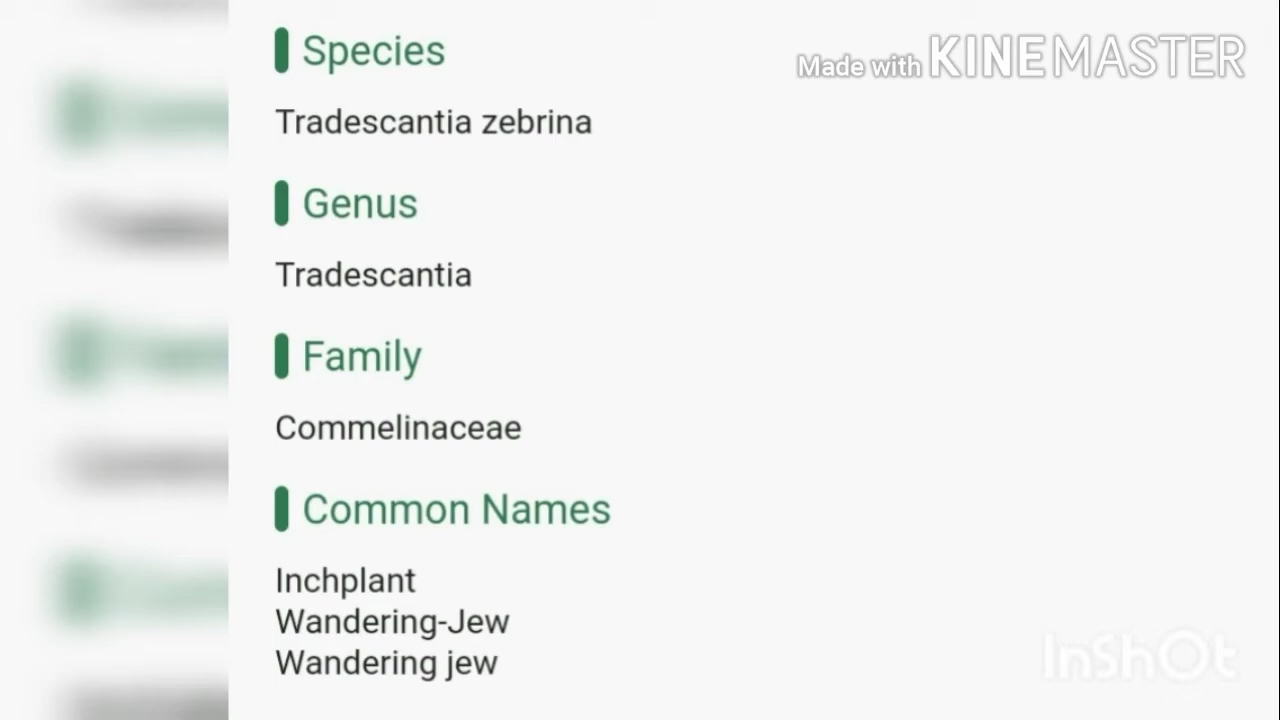 Species
Made with KINEMASTER
Tradescantia zebrina
Genus
Tradescantia
Family
Commelinaceae
Common Names
Inchplant
Wandering-Jew
Wandering jew
InShOt